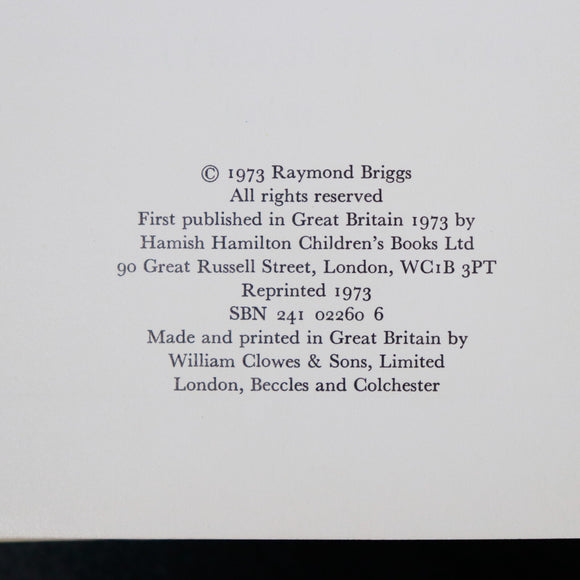 © 1973 Raymond Briggs
All rights reserved
First published in Great Britain 1973 by
Hamish Hamilton Children's Books Ltd
90 Great Russell Street, London, WC1B 3PT
Reprinted 1973
SBN 241 02260 6
Made and printed in Great Britain by
William Clowes & Sons, Limited
London, Beccles and Colchester